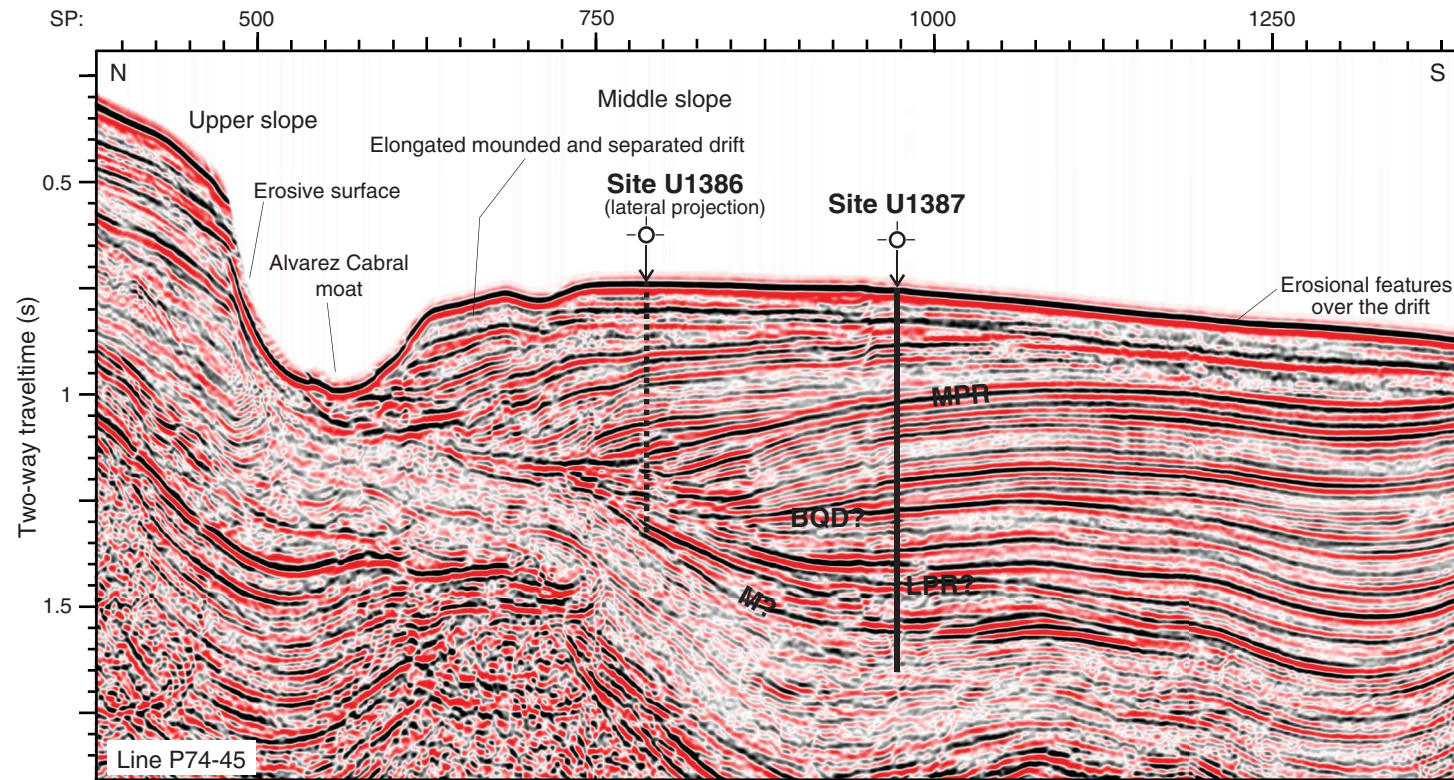 SP: 500 750 1000 1250
N
S
Middle slope
Upper slope
Elongated mounded and separated drift
Erosive surface
Site U1386
(lateral projection)
Site U1387
Alvarez Cabral
moat
Erosional features
over the drift
Two-way traveltime (s)
0.5
1
1.5
MPR
BQD?
LPR?
M?
Line P74-45